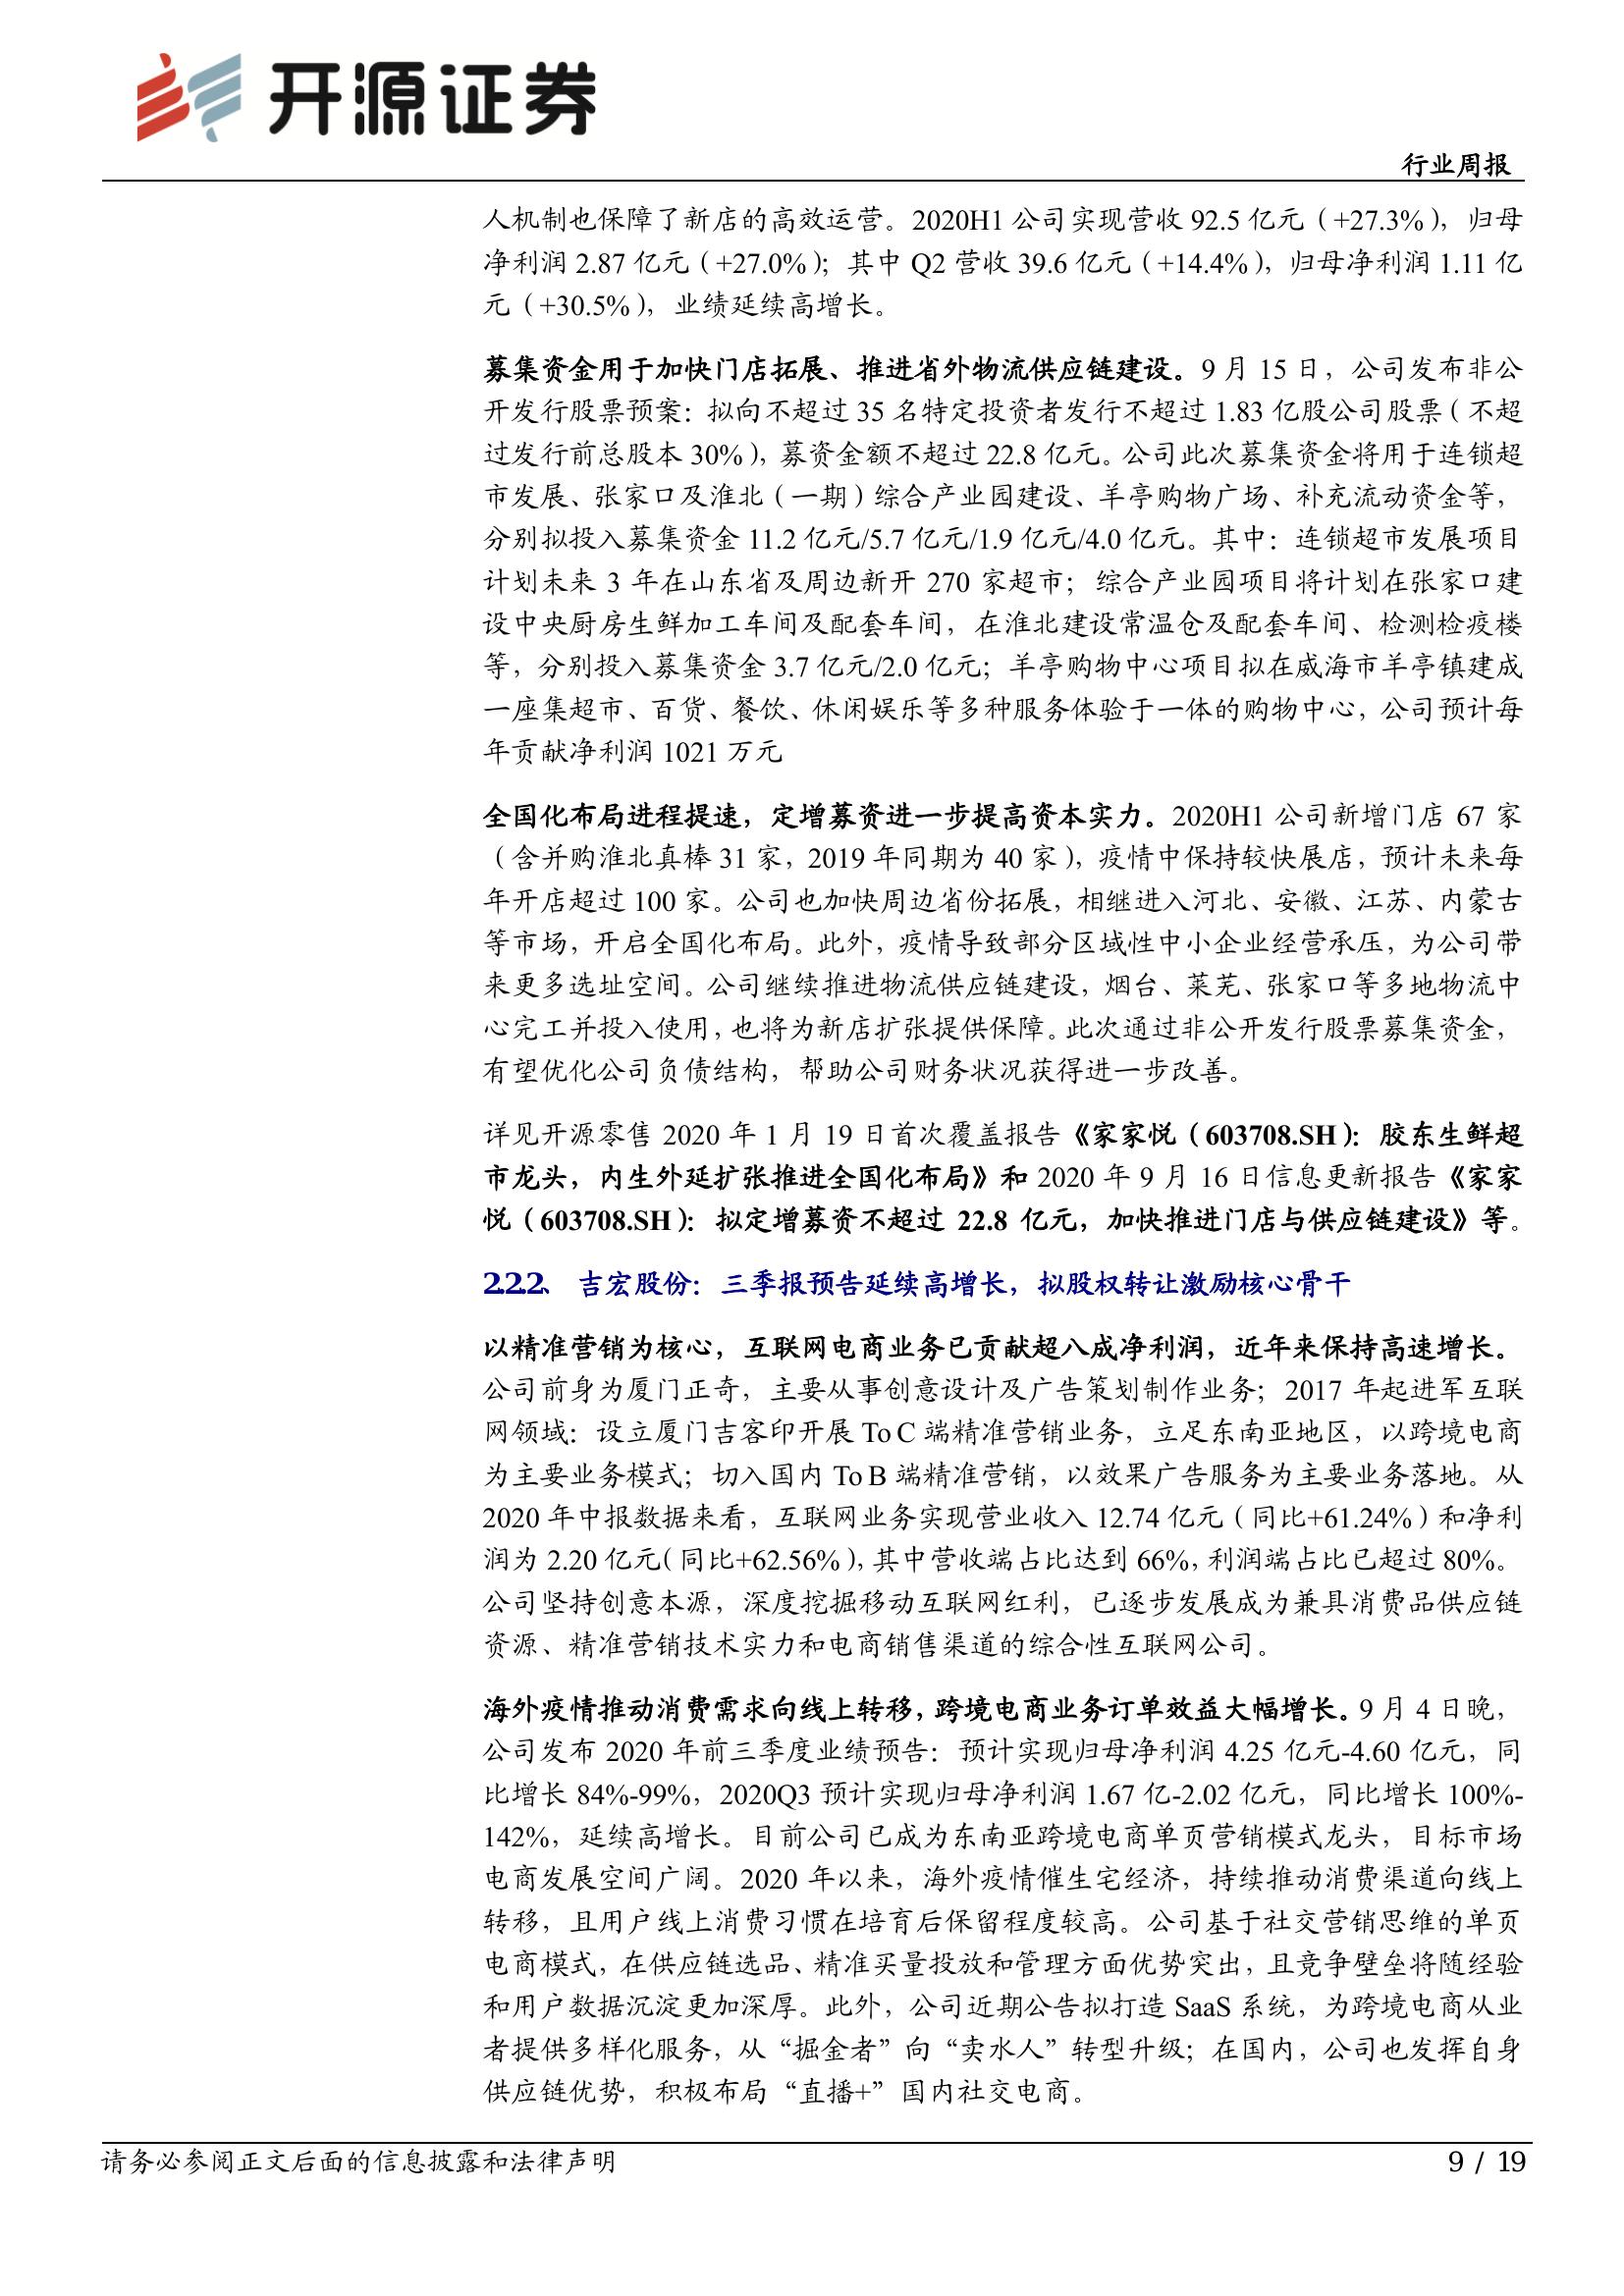 开源证券
行业周报
人机制也保障了新店的高效运营。2020H1 公司实现营收 92.5 亿元（+27.3%），归母
净利润 2.87 亿元（+27.0%）；其中 Q2 营收 39.6 亿元（+14.4%），归母净利润 1.11 亿
元（+30.5%），业绩延续高增长。
募集资金用于加快门店拓展、推进省外物流供应链建设。9 月 15 日，公司发布非公
开发行股票预案：拟向不超过 35 名特定投资者发行不超过 1.83 亿股公司股票（不超
过发行前总股本 30%），募资金额不超过 22.8 亿元。公司此次募集资金将用于连锁超
市发展、张家口及淮北（一期）综合产业园建设、羊亭购物广场、补充流动资金等，
分别拟投入募集资金 11.2 亿元/5.7 亿元/1.9 亿元/4.0 亿元。其中：连锁超市发展项目
计划未来 3 年在山东省及周边新开 270 家超市；综合产业园项目将计划在张家口建
设中央厨房生鲜加工车间及配套车间，在淮北建设常温仓及配套车间、检测检疫楼
等，分别投入募集资金 3.7 亿元/2.0 亿元；羊亭购物中心项目拟在威海市羊亭镇建成
一座集超市、百货、餐饮、休闲娱乐等多种服务体验于一体的购物中心，公司预计每
年贡献净利润 1021 万元
全国化布局进程提速，定增募资进一步提高资本实力。2020H1 公司新增门店 67 家
（含并购淮北真棒 31 家，2019 年同期为 40 家），疫情中保持较快展店，预计未来每
年开店超过 100 家。公司也加快周边省份拓展，相继进入河北、安徽、江苏、内蒙古
等市场，开启全国化布局。此外，疫情导致部分区域性中小企业经营承压，为公司带
来更多选址空间。公司继续推进物流供应链建设，烟台、莱芜、张家口等多地物流中
心完工并投入使用，也将为新店扩张提供保障。此次通过非公开发行股票募集资金，
有望优化公司负债结构，帮助公司财务状况获得进一步改善。
详见开源零售 2020 年 1 月 19 日首次覆盖报告《家家悦（603708.SH）：胶东生鲜超
市龙头，内生外延扩张推进全国化布局》和 2020 年 9 月 16 日信息更新报告《家家
悦（603708.SH）：拟定增募资不超过 22.8 亿元，加快推进门店与供应链建设》等。
2.2.2、 吉宏股份：三季报预告延续高增长，拟股权转让激励核心骨干
以精准营销为核心，互联网电商业务已贡献超八成净利润，近年来保持高速增长。
公司前身为厦门正奇，主要从事创意设计及广告策划制作业务；2017 年起进军互联
网领域：设立厦门吉客印开展 To C 端精准营销业务，立足东南亚地区，以跨境电商
为主要业务模式；切入国内 To B 端精准营销，以效果广告服务为主要业务落地。从
2020 年中报数据来看，互联网业务实现营业收入 12.74 亿元（同比+61.24%）和净利
润为 2.20 亿元（同比+62.56%），其中营收端占比达到 66%，利润端占比已超过 80%。
公司坚持创意本源，深度挖掘移动互联网红利，已逐步发展成为兼具消费品供应链
资源、精准营销技术实力和电商销售渠道的综合性互联网公司。
海外疫情推动消费需求向线上转移，跨境电商业务订单效益大幅增长。9 月 4 日晚，
公司发布 2020 年前三季度业绩预告：预计实现归母净利润 4.25 亿元-4.60 亿元，同
比增长 84%-99%，2020Q3 预计实现归母净利润 1.67 亿-2.02 亿元，同比增长 100%-
142%，延续高增长。目前公司已成为东南亚跨境电商单页营销模式龙头，目标市场
电商发展空间广阔。2020 年以来，海外疫情催生宅经济，持续推动消费渠道向线上
转移，且用户线上消费习惯在培育后保留程度较高。公司基于社交营销思维的单页
电商模式，在供应链选品、精准买量投放和管理方面优势突出，且竞争壁垒将随经验
和用户数据沉淀更加深厚。此外，公司近期公告拟打造 SaaS 系统，为跨境电商从业
者提供多样化服务，从“掘金者”向“卖水人”转型升级；在国内，公司也发挥自身
供应链优势，积极布局“直播+”国内社交电商。
请务必参阅正文后面的信息披露和法律声明
9 / 19